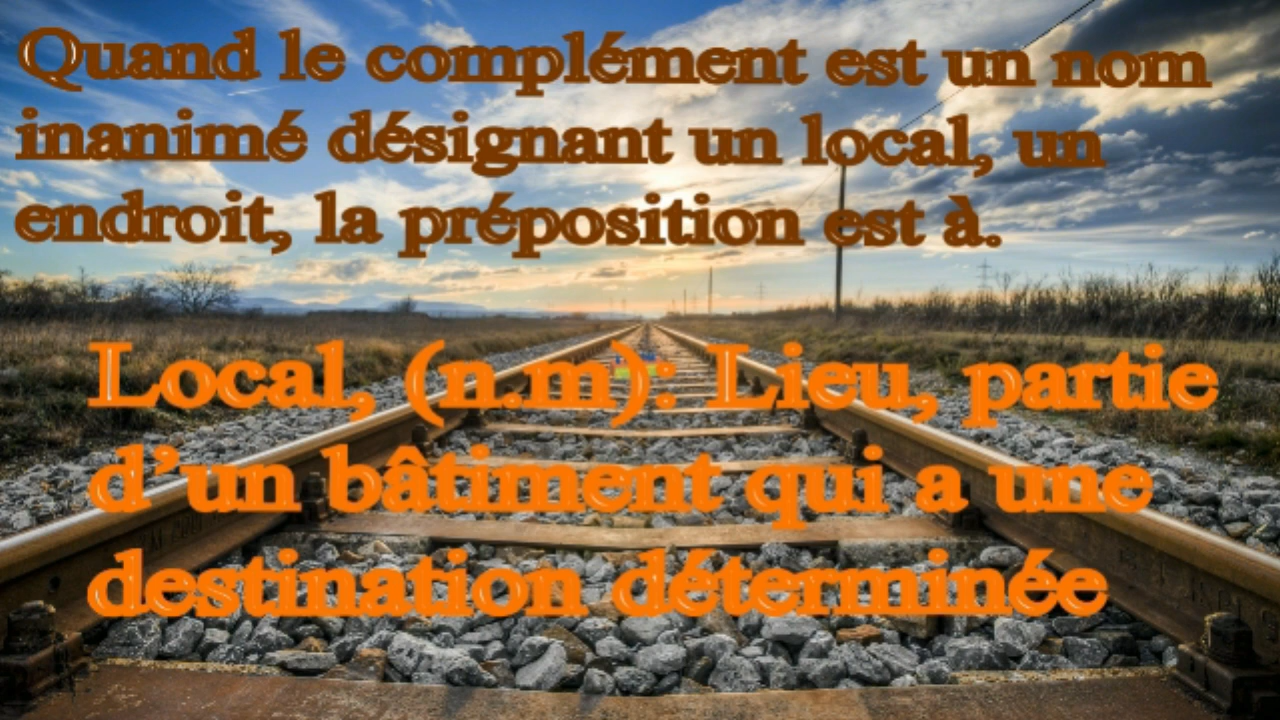 Quand le complément est un nom
inanimé désignant un local, un
endroit, la préposition est à.
Local, (n.m): Lieu, partie
d’un bâtiment qui a une
destination déterminée